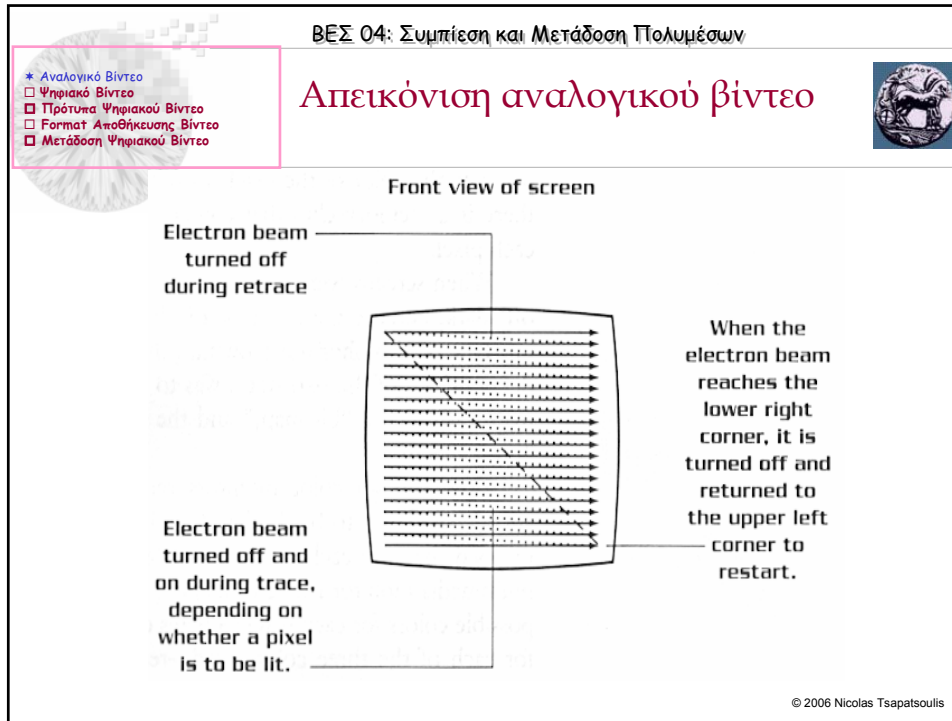 ΒΕΣ 04: Συμπίεση και Μετάδοση Πολυμέσων
Αναλογικό Βίντεο
Ψηφιακό Βίντεο
Πρότυπα Ψηφιακού Βίντεο
Format Αποθήκευσης Βίντεο
Μετάδοση Ψηφιακού Βίντεο
Απεικόνιση αναλογικού βίντεο
Front view of screen
Electron beam
turned off
during retrace
When the
electron beam
reaches the
lower right
corner, it is
turned off and
returned to
the upper left
corner to
restart.
Electron beam
turned off and
on during trace,
depending on
whether a pixel
is to be lit.
© 2006 Nicolas Tsapatsoulis